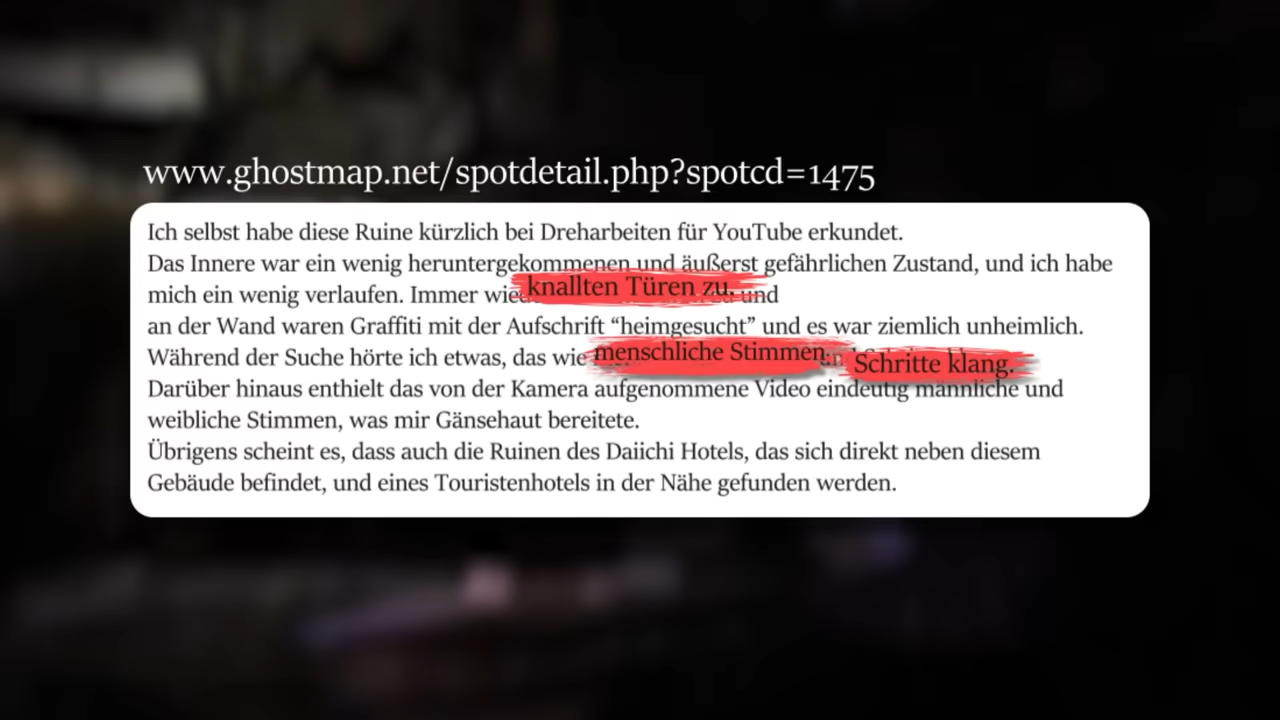 www.ghostmap.net/spotdetail.php?spotcd=1475
Ich selbst habe diese Ruine kürzlich bei Dreharbeiten für YouTube erkundet.
Das Innere war ein wenig heruntergekommenen und äußerst gefährlichen Zustand, und ich habe
mich ein wenig verlaufen. Immer knallten Türen zu. und
an der Wand waren Graffiti mit der Aufschrift “heimgesucht” und es war ziemlich unheimlich.
Während der Suche hörte ich etwas, das wie menschliche Stimmen Schritte klang.
Darüber hinaus enthielt das von der Kamera aufgenommene Video eindeutig männliche und
weibliche Stimmen, was mir Gänsehaut bereitete.
Übrigens scheint es, dass auch die Ruinen des Daiichi Hotels, das sich direkt neben diesem
Gebäude befindet, und eines Touristenhotels in der Nähe gefunden werden.